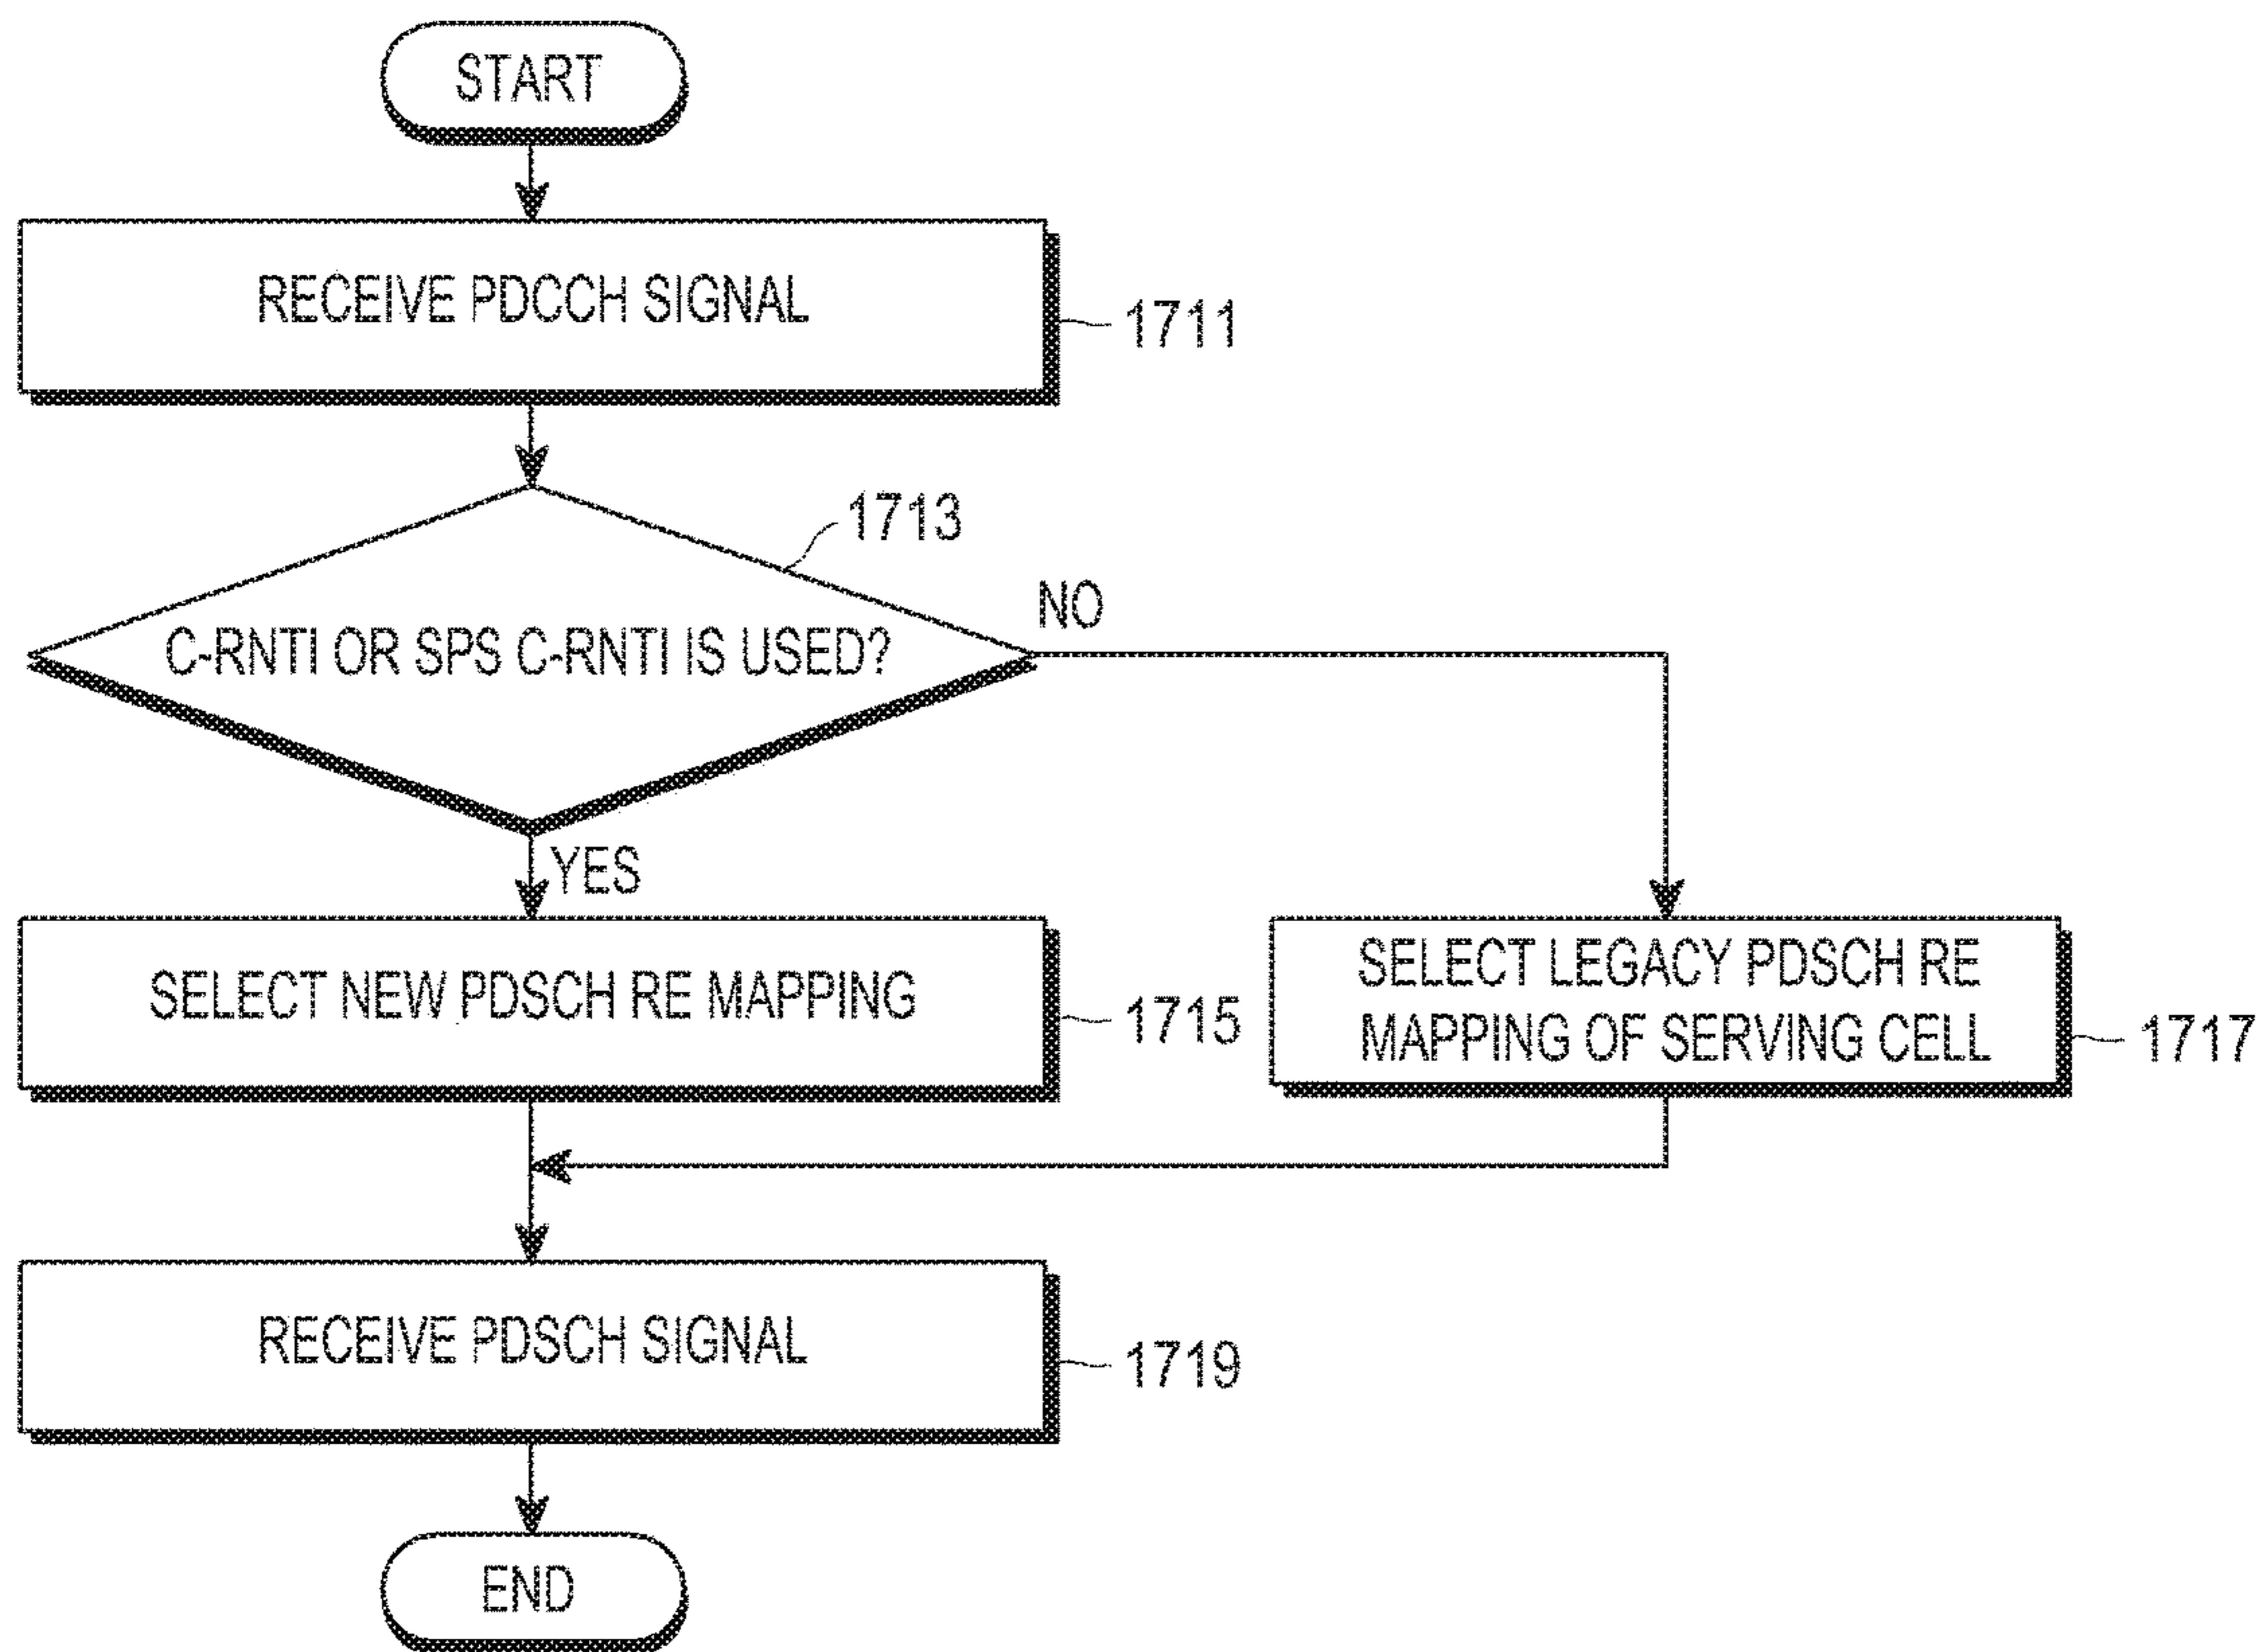 START
RECEIVE PDCCH SIGNAL
1711
1713
C-RNTI OR SPS C-RNTI IS USED?
NO
YES
SELECT NEW PDSCH RE MAPPING
1715
SELECT LEGACY PDSCH RE
MAPPING OF SERVING CELL
1717
RECEIVE PDSCH SIGNAL
1719
END